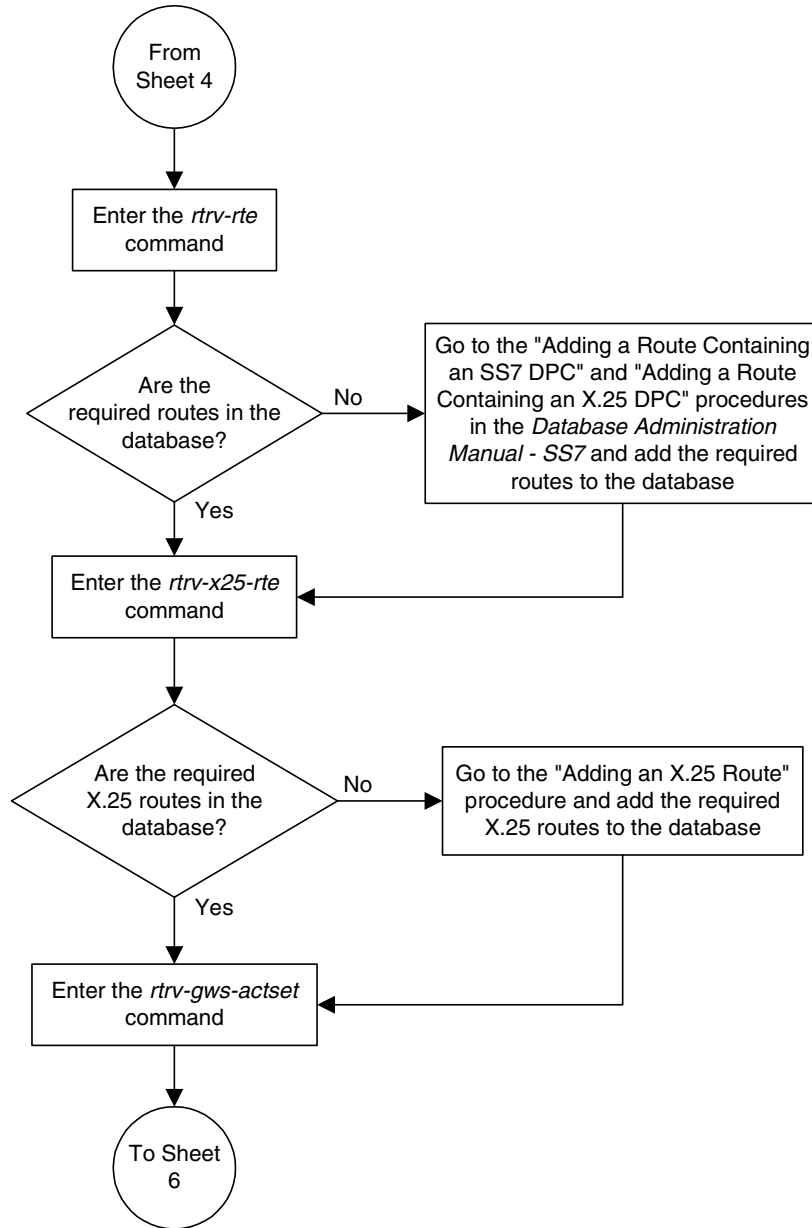 From
Sheet 4
Enter the rtrv-rte
command
Are the
required routes in the
database?
No
Go to the "Adding a Route Containing
an SS7 DPC" and "Adding a Route
Containing an X.25 DPC" procedures
in the Database Administration
Manual - SS7 and add the required
routes to the database
Yes
Enter the rtrv-x25-rte
command
Are the required
X.25 routes in the
database?
No
Go to the "Adding an X.25 Route"
procedure and add the required
X.25 routes to the database
Yes
Enter the rtrv-gws-actset
command
To Sheet
6